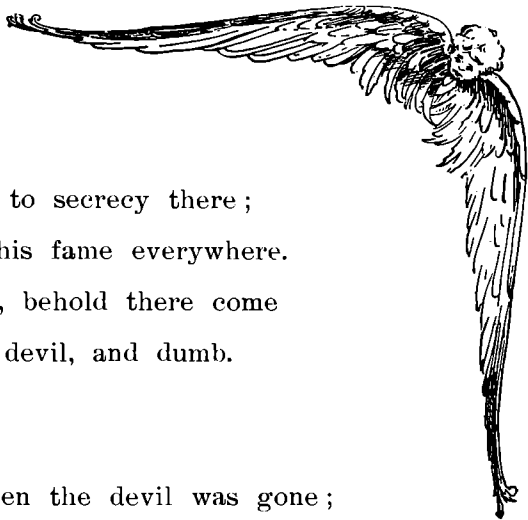 to secrecy there ;
his fame everywhere.
, behold there come
devil, and dumb.
en the devil was gone ;